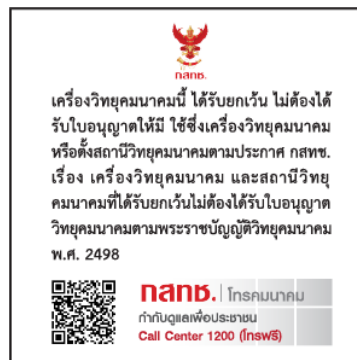 กสทช.
เครื่องวิทยุคมนาคมนี้ ได้รับยกเว้น ไม่ต้องได้
รับใบอนุญาตให้มี ใช้ซึ่งเครื่องวิทยุคมนาคม
หรือตั้งสถานีวิทยุคมนาคมตามประกาศ กสทช.
เรื่อง เครื่องวิทยุคมนาคม และสถานีวิทยุ
คมนาคมที่ได้รับยกเว้นไม่ต้องได้รับใบอนุญาต
วิทยุคมนาคมตามพระราชบัญญัติวิทยุคมนาคม
พ.ศ. 2498
กสทช. | โทรคมนาคม
กำกับดูแลเพื่อประชาชน
Call Center 1200 (โทรฟรี)